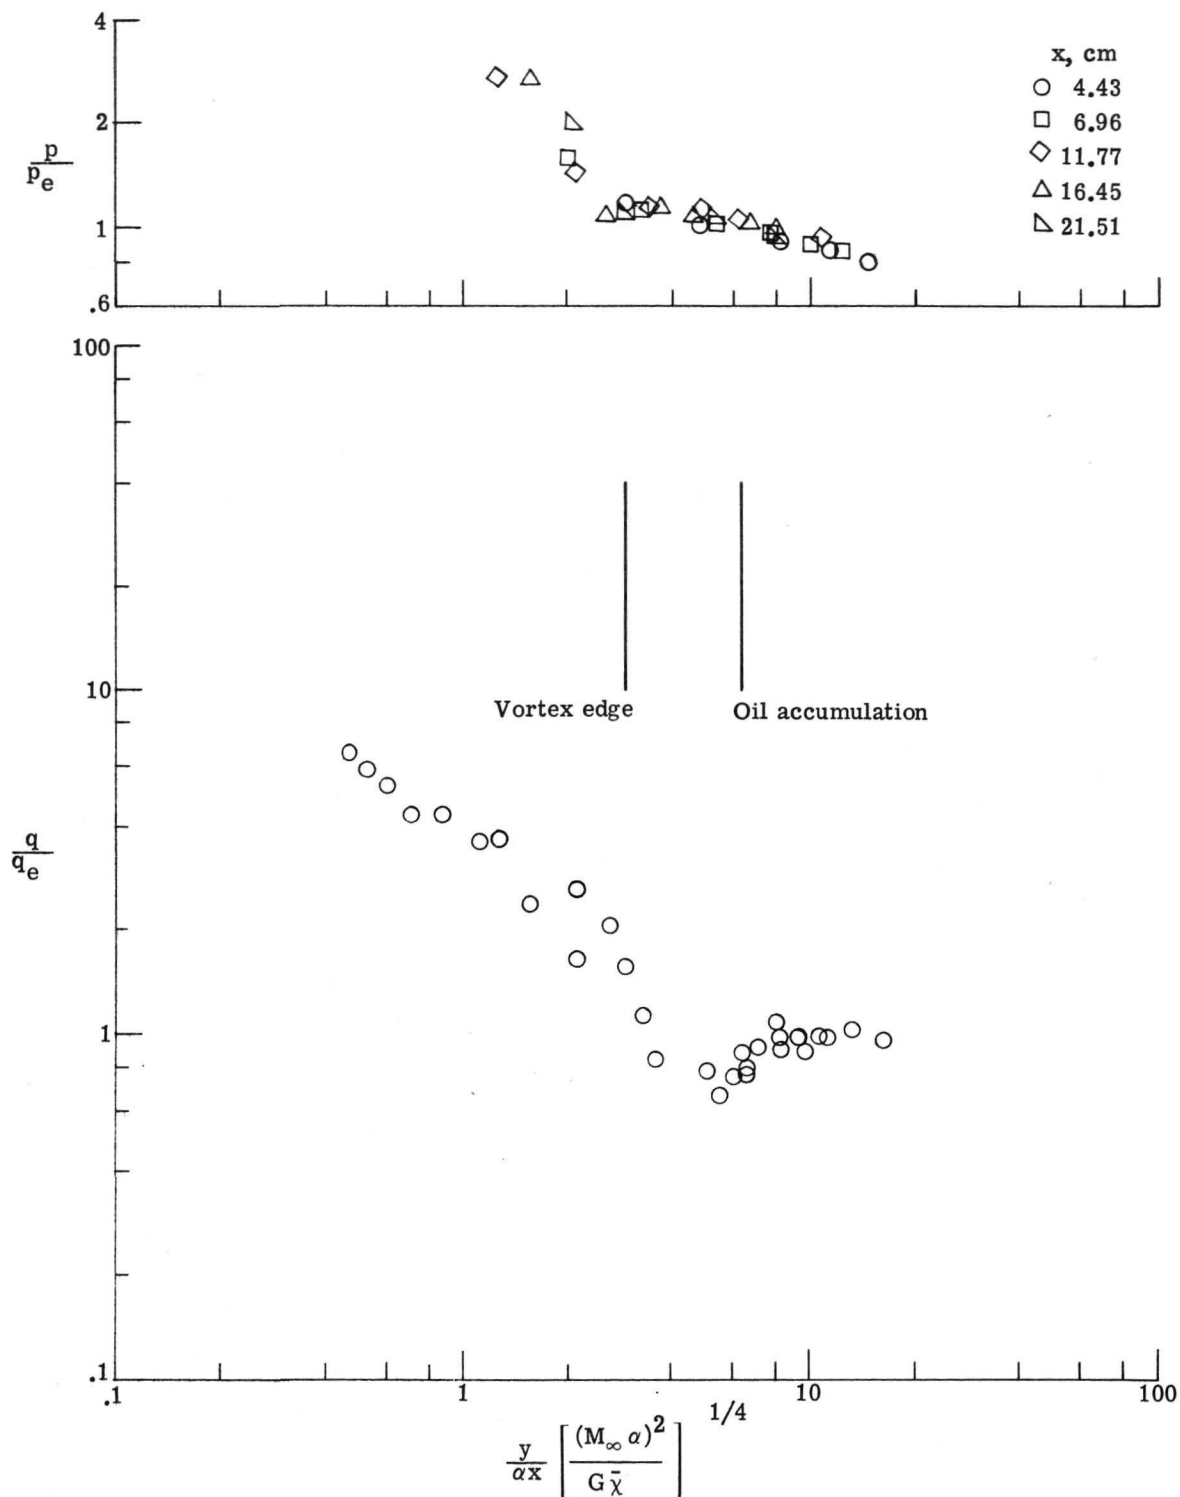 4
2
1
.6
p
p_e
x, cm
4.43
6.96
11.77
16.45
21.51
100
10
1
.1
q
q_e
Vortex edge
Oil accumulation
.1 1 10 100
y/αx [(M_∞ α)^2 / G χ̄]^1/4